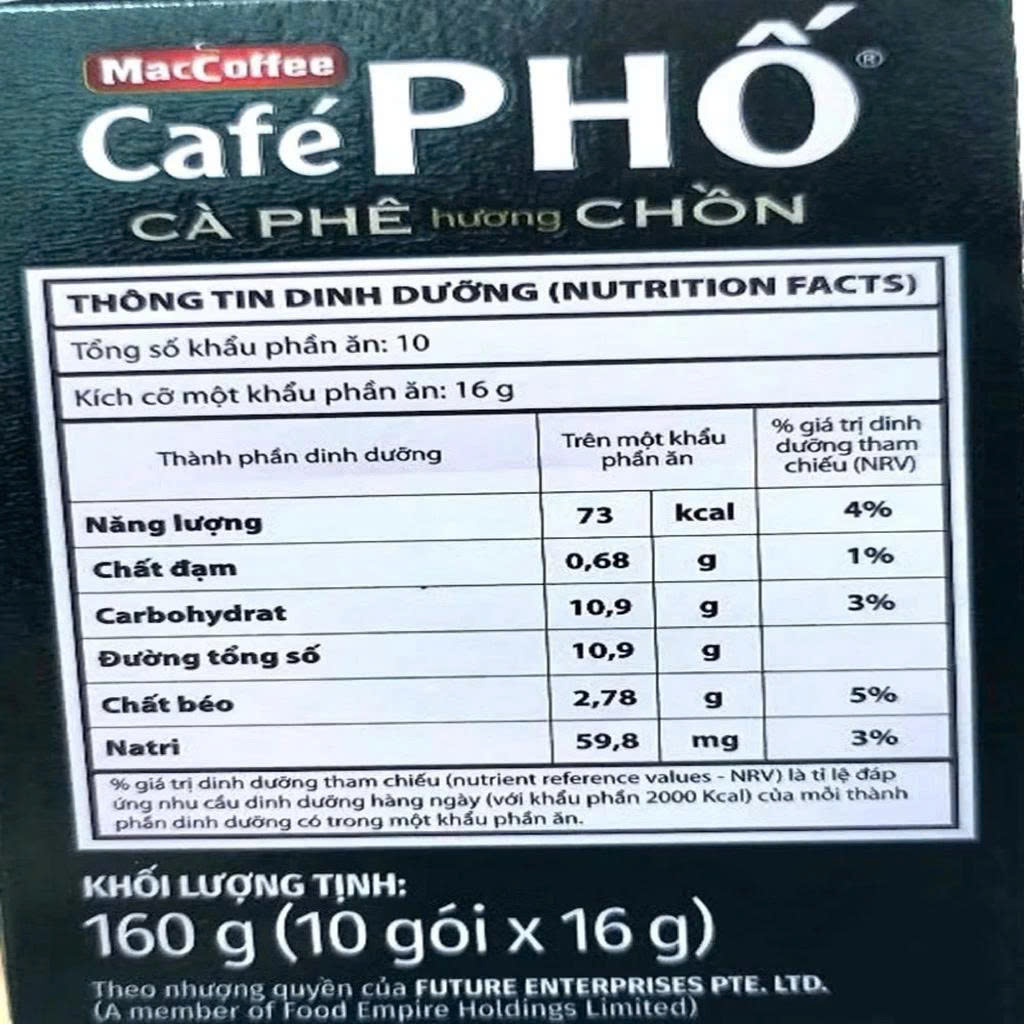 MacCoffee
Café PHỐ®
CÀ PHÊ hương CHỒN
THÔNG TIN DINH DƯỠNG (NUTRITION FACTS)
Tổng số khẩu phần ăn: 10
Kích cỡ một khẩu phần ăn: 16 g
Thành phần dinh dưỡng
Trên một khẩu
phần ăn
% giá trị dinh
dưỡng tham
chiếu (NRV)
Năng lượng 73 kcal 4%
Chất đạm 0,68 g 1%
Carbohydrat 10,9 g 3%
Đường tổng số 10,9 g
Chất béo 2,78 g 5%
Natri 59,8 mg 3%
% giá trị dinh dưỡng tham chiếu (nutrient reference values - NRV) là tỉ lệ đáp
ứng nhu cầu dinh dưỡng hàng ngày (với khẩu phần 2000 Kcal) của mỗi thành
phần dinh dưỡng có trong một khẩu phần ăn.
KHỐI LƯỢNG TỊNH:
160 g (10 gói x 16 g)
Theo nhượng quyền của FUTURE ENTERPRISES PTE. LTD.
(A member of Food Empire Holdings Limited)